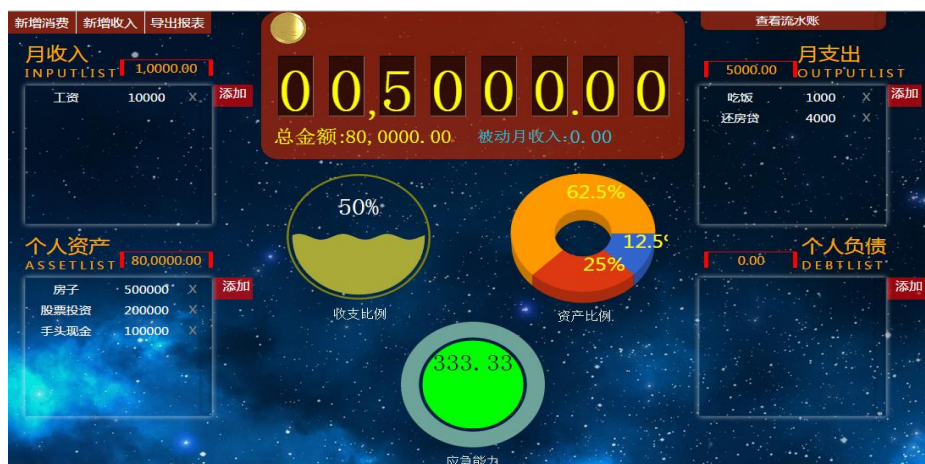 新增消费 新增收入 导出报表
查看流水账
月收入
INPUTLIST 1,0000.00
添加
工资 10000 X
00,5000.00
总金额:80,0000.00 被动月收入:0.00
月支出
5000.00 OUTPUTLIST
添加
吃饭 1000 X
还房贷 4000 X
50%
收支比例
62.5%
12.5%
25%
资产比例
个人资产
ASSETLIST 80,0000.00
添加
房子 500000 X
股票投资 200000 X
手头现金 100000 X
个人负债
0.00 DEBTLIST
添加
333.33
应急能力